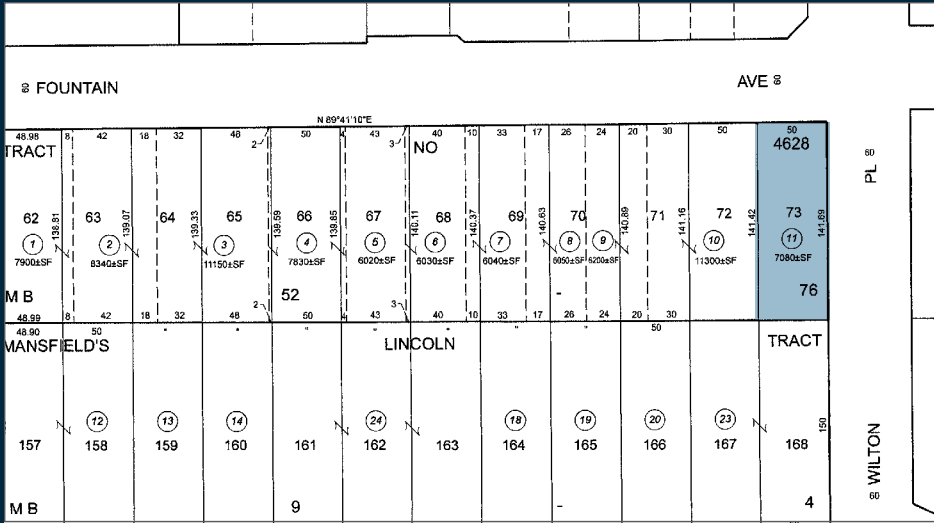 60 FOUNTAIN
AVE 60
N 89°41'10"E
48.98 8 42 18 32 48 2 50 4 43 3 40 10 33 17 26 24 20 30 50 50
TRACT NO 4628
62 63 64 65 66 67 68 69 70 71 72 73
138.81 139.07 139.33 139.59 139.85 140.11 140.37 140.63 140.89 141.16 141.42 141.69
1 2 3 4 5 6 7 8 9 10 11
7900±SF 8340±SF 11150±SF 7830±SF 6020±SF 6030±SF 6040±SF 6050±SF 6200±SF 11300±SF 7080±SF
M B 52 - 76
48.99 8 42 18 32 2 48 50 4 43 3 40 10 33 17 26 24 20 30
48.90 50 " " " " " " 50
MANSFIELD'S LINCOLN TRACT
12 13 14 24 18 19 20 23
157 158 159 160 161 162 163 164 165 166 167 168
150
M B 9 - 4
PL 60
60 WILTON